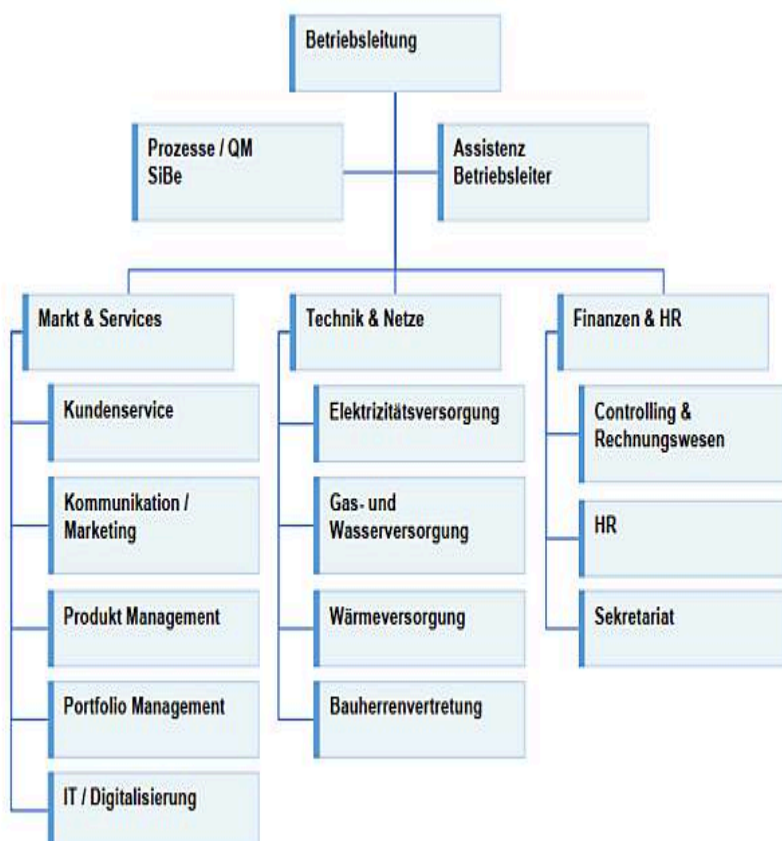 Betriebsleitung
Prozesse / QM
SiBe
Assistenz
Betriebsleiter
Markt & Services
Kundenservice
Kommunikation /
Marketing
Produkt Management
Portfolio Management
IT / Digitalisierung
Technik & Netze
Elektrizitätsversorgung
Gas- und
Wasserversorgung
Wärmeversorgung
Bauherrenvertretung
Finanzen & HR
Controlling &
Rechnungswesen
HR
Sekretariat